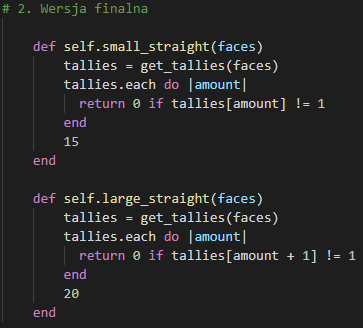 # 2. Wersja finalna
def self.small_straight(faces)
tallies = get_tallies(faces)
tallies.each do |amount|
return 0 if tallies[amount] != 1
end
15
end
def self.large_straight(faces)
tallies = get_tallies(faces)
tallies.each do |amount|
return 0 if tallies[amount + 1] != 1
end
20
end